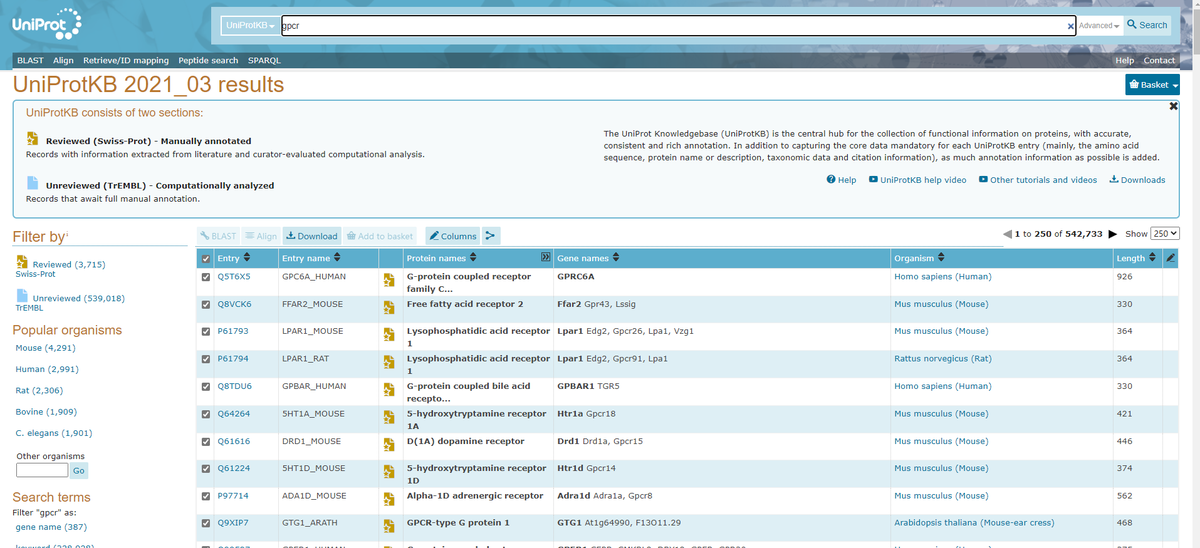 UniProt
UniProtKB
gpcr
Advanced
Search
BLAST Align Retrieve/ID mapping Peptide search SPARQL
Help Contact
UniProtKB 2021_03 results
Basket
UniProtKB consists of two sections:
Reviewed (Swiss-Prot) - Manually annotated
Records with information extracted from literature and curator-evaluated computational analysis.
Unreviewed (TrEMBL) - Computationally analyzed
Records that await full manual annotation.
The UniProt Knowledgebase (UniProtKB) is the central hub for the collection of functional information on proteins, with accurate,
consistent and rich annotation. In addition to capturing the core data mandatory for each UniProtKB entry (mainly, the amino acid
sequence, protein name or description, taxonomic data and citation information), as much annotation information as possible is added.
Help UniProtKB help video Other tutorials and videos Downloads
Filter by
Reviewed (3,715)
Swiss-Prot
Unreviewed (539,018)
TrEMBL
Popular organisms
Mouse (4,291)
Human (2,991)
Rat (2,306)
Bovine (1,909)
C. elegans (1,901)
Other organisms
Go
Search terms
Filter "gpcr" as:
gene name (387)
BLAST Align Download Add to basket Columns
1 to 250 of 542,733 Show 250
Entry Entry name Protein names Gene names Organism Length
Q5T6X5 GPC6A_HUMAN G-protein coupled receptor GPRC6A Homo sapiens (Human) 926
family C...
Q8VCK6 FFAR2_MOUSE Free fatty acid receptor 2 Ffar2 Gpr43, Lssig Mus musculus (Mouse) 330
P61793 LPAR1_MOUSE Lysophosphatidic acid receptor Lpar1 Edg2, Gpcr26, Lpa1, Vzg1 Mus musculus (Mouse) 364
1
P61794 LPAR1_RAT Lysophosphatidic acid receptor Lpar1 Edg2, Gpcr91, Lpa1 Rattus norvegicus (Rat) 364
1
Q8TDU6 GPBAR_HUMAN G-protein coupled bile acid GPBAR1 TGR5 Homo sapiens (Human) 330
recepto...
Q64264 5HT1A_MOUSE 5-hydroxytryptamine receptor Htr1a Gpcr18 Mus musculus (Mouse) 421
1A
Q61616 DRD1_MOUSE D(1A) dopamine receptor Drd1 Drd1a, Gpcr15 Mus musculus (Mouse) 446
Q61224 5HT1D_MOUSE 5-hydroxytryptamine receptor Htr1d Gpcr14 Mus musculus (Mouse) 374
1D
P97714 ADA1D_MOUSE Alpha-1D adrenergic receptor Adra1d Adra1a, Gpcr8 Mus musculus (Mouse) 562
Q9XIP7 GTG1_ARATH GPCR-type G protein 1 GTG1 At1g64990, F13O11.29 Arabidopsis thaliana (Mouse-ear cress) 468